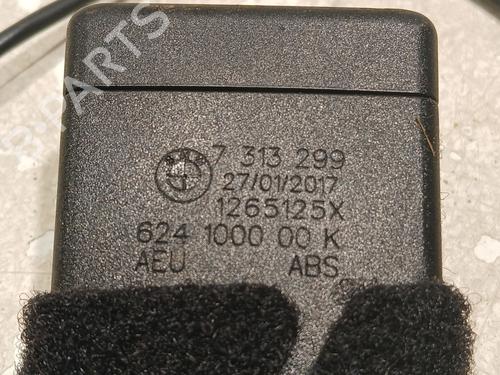 B-PARTS
7 313 299
27/01/2017
1265125X
624 1000 00 K
AEU ABS